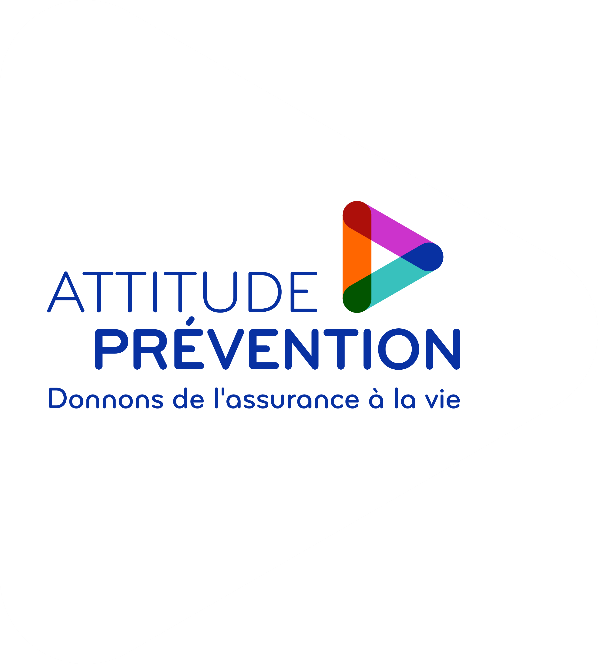 ATTITUDE
PRÉVENTION
Donnons de l'assurance à la vie